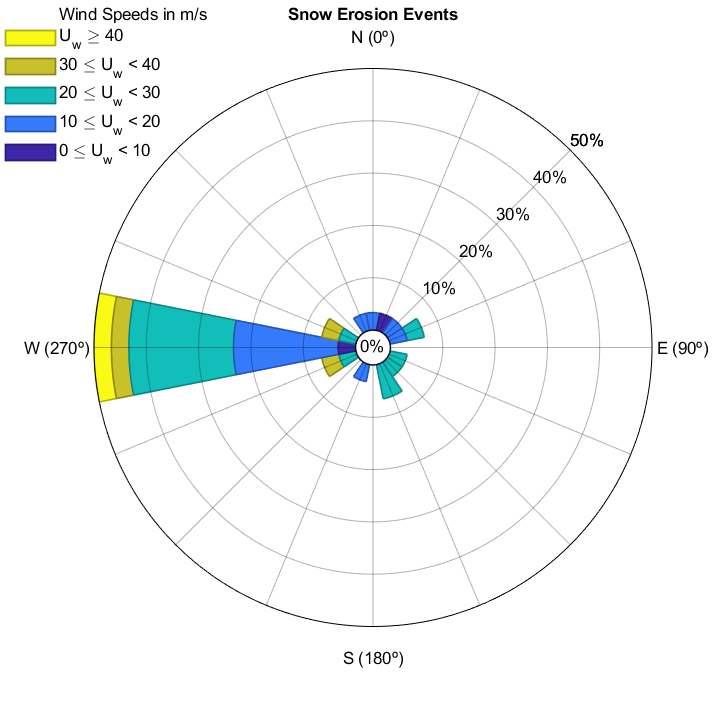 Wind Speeds in m/s
U_w ≥ 40
30 ≤ U_w < 40
20 ≤ U_w < 30
10 ≤ U_w < 20
0 ≤ U_w < 10
Snow Erosion Events
N (0º)
50%
40%
30%
20%
10%
W (270º)
0%
E (90º)
S (180º)